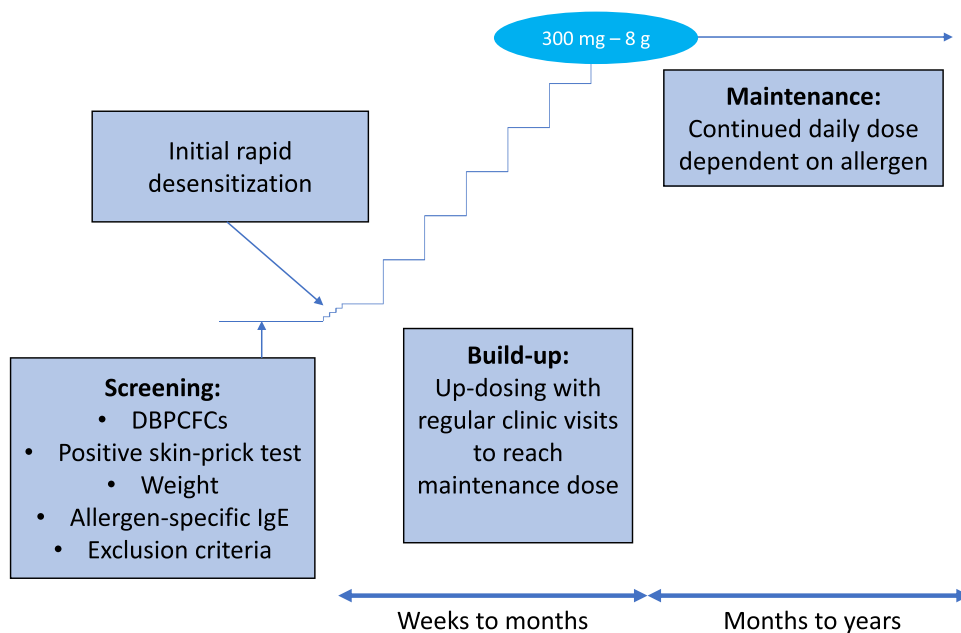 300 mg – 8 g
Maintenance:
Continued daily dose
dependent on allergen
Initial rapid
desensitization
Screening:
• DBPCFCs
• Positive skin-prick test
• Weight
• Allergen-specific IgE
• Exclusion criteria
Build-up:
Up-dosing with
regular clinic visits
to reach
maintenance dose
Weeks to months
Months to years